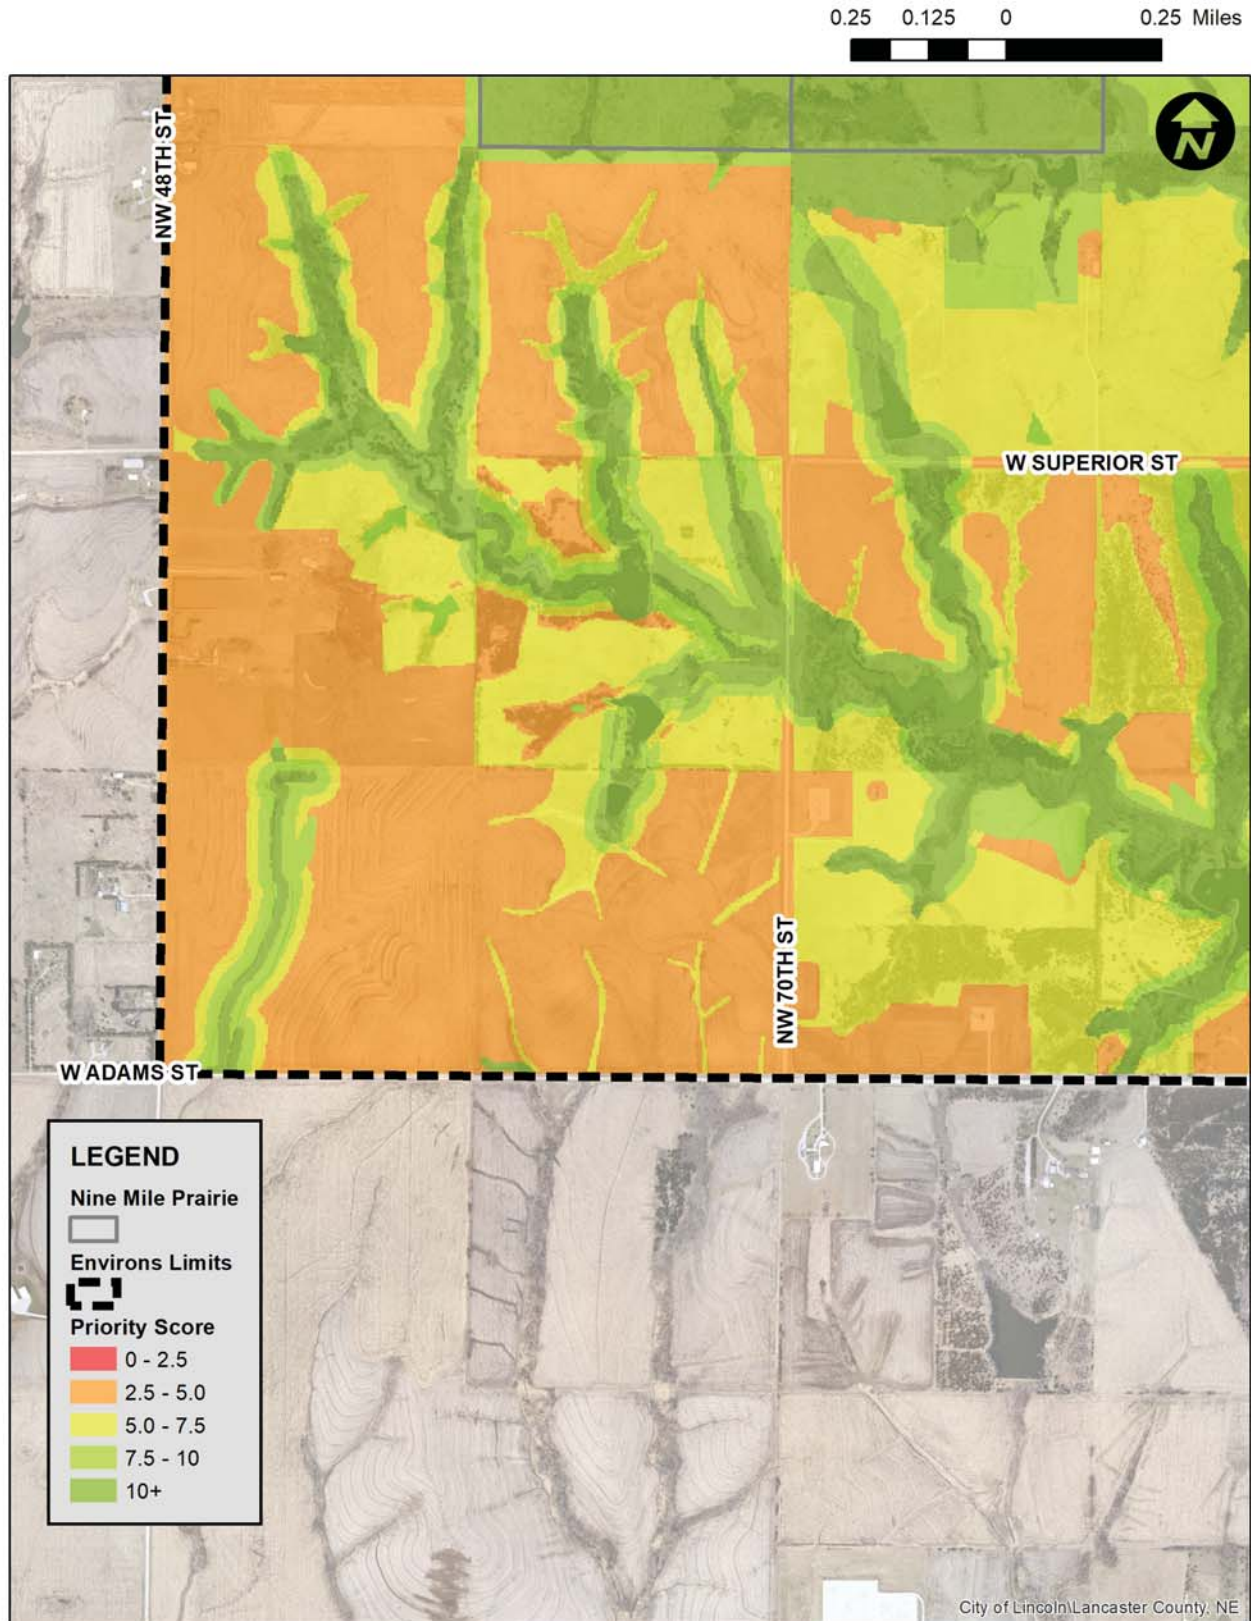 0.25 0.125 0 0.25 Miles
N
NW 48TH ST
W SUPERIOR ST
NW 70TH ST
W ADAMS ST
LEGEND
Nine Mile Prairie
Environs Limits
Priority Score
0 - 2.5
2.5 - 5.0
5.0 - 7.5
7.5 - 10
10+
City of Lincoln\Lancaster County, NE